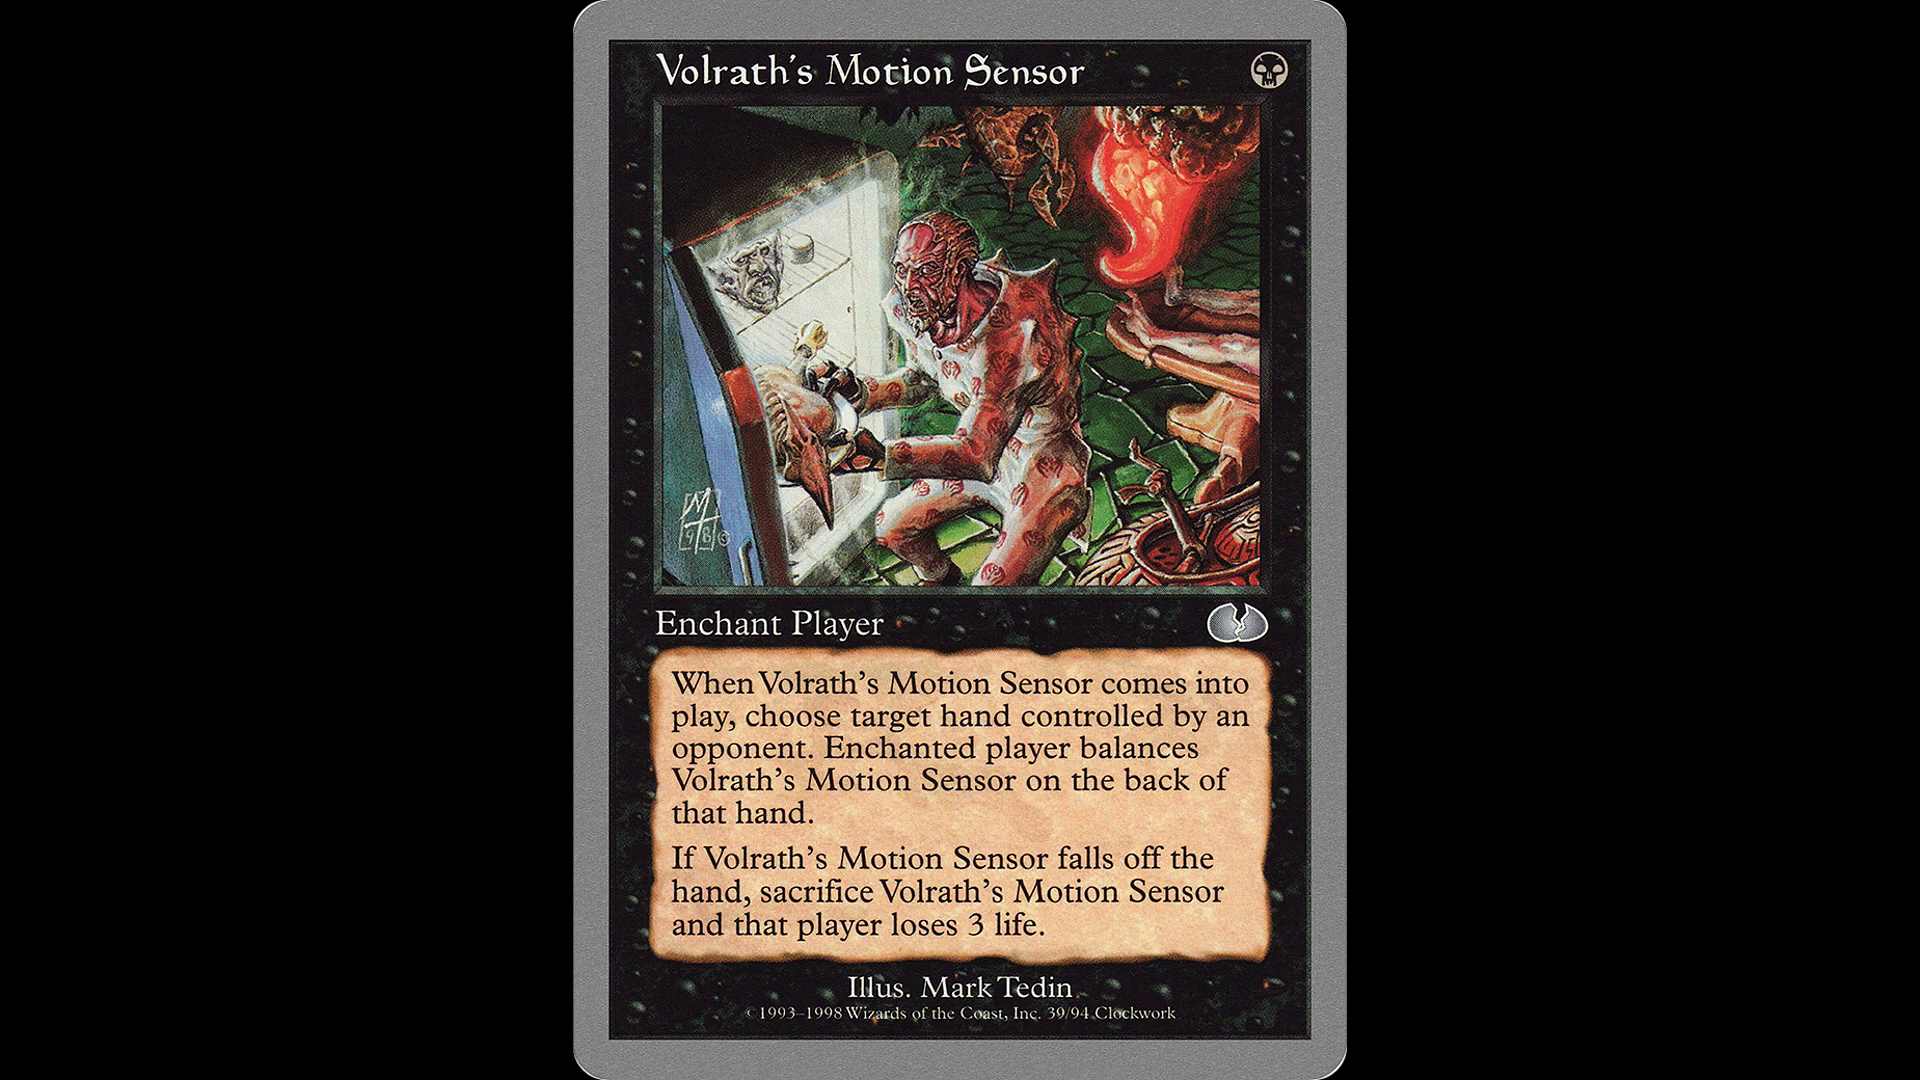 Volrath's Motion Sensor
Enchant Player
When Volrath's Motion Sensor comes into
play, choose target hand controlled by an
opponent. Enchanted player balances
Volrath's Motion Sensor on the back of
that hand.
If Volrath's Motion Sensor falls off the
hand, sacrifice Volrath's Motion Sensor
and that player loses 3 life.
Illus. Mark Tedin
©1993–1998 Wizards of the Coast, Inc. 39/94 Clockwork